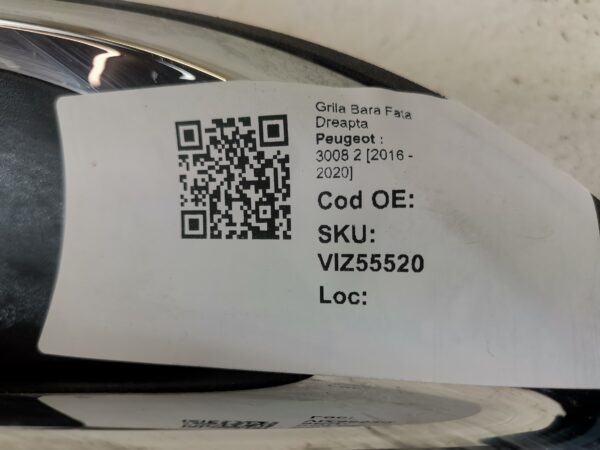 Grila Bara Fata
Dreapta
Peugeot :
3008 2 [2016 -
2020]
Cod OE:
SKU:
VIZ55520
Loc: